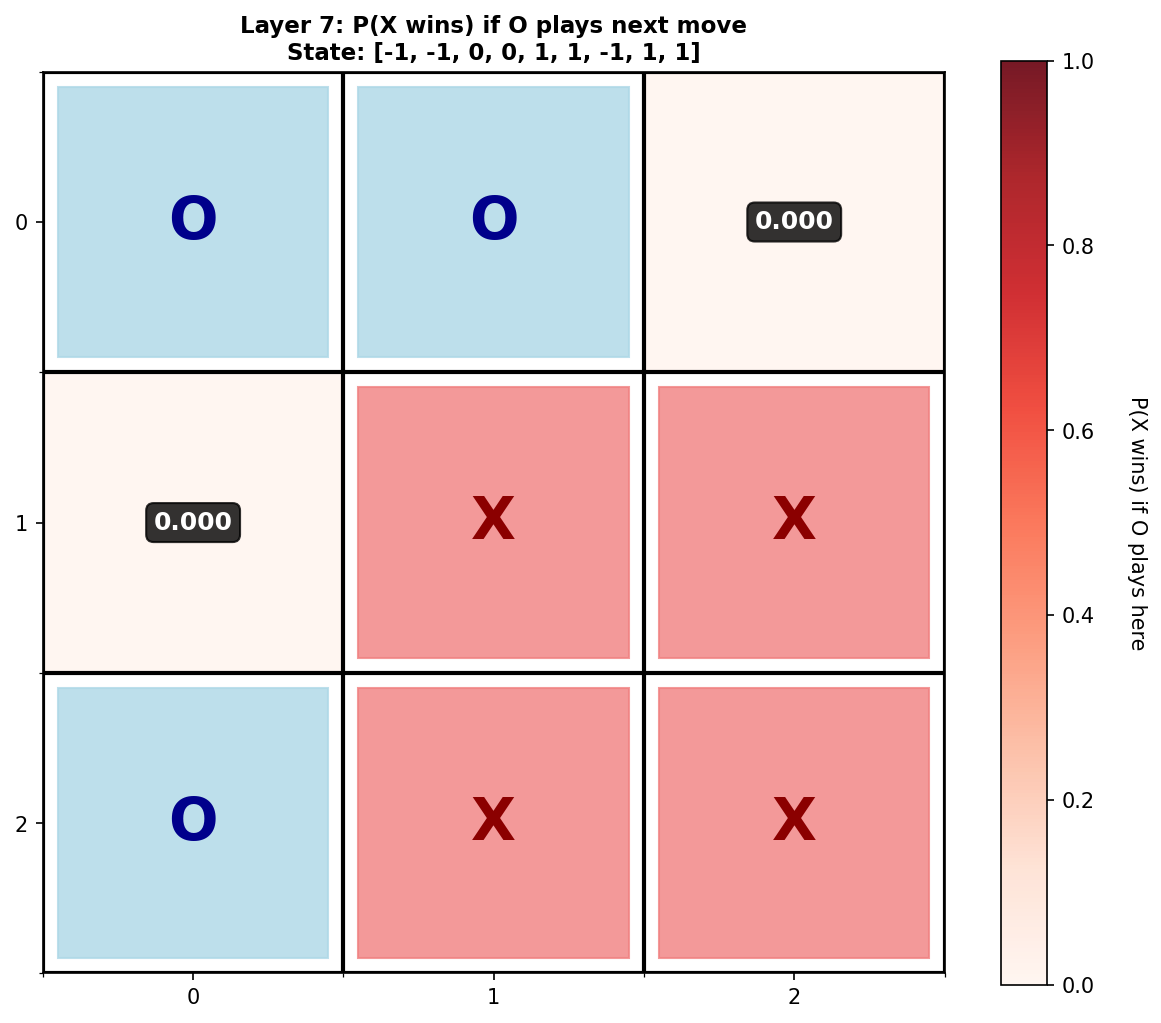 Layer 7: P(X wins) if O plays next move
State: [-1, -1, 0, 0, 1, 1, -1, 1, 1]
0
O
O
0.000
1
0.000
X
X
2
O
X
X
0
1
2
1.0
0.8
0.6
0.4
0.2
0.0
P(X wins) if O plays here